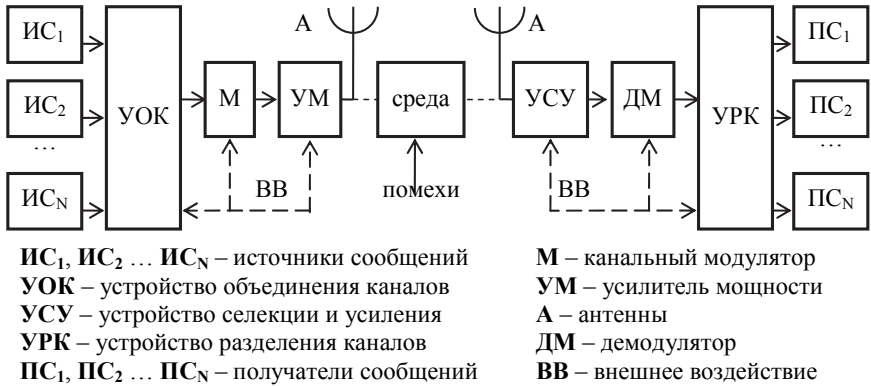 А А
ИС1 ПС1
ИС2 УОК М УМ среда УСУ ДМ УРК ПС2
… …
ВВ помехи ВВ
ИСN ПСN
ИС1, ИС2 … ИСN – источники сообщений
УОК – устройство объединения каналов
УСУ – устройство селекции и усиления
УРК – устройство разделения каналов
ПС1, ПС2 … ПСN – получатели сообщений
М – канальный модулятор
УМ – усилитель мощности
А – антенны
ДМ – демодулятор
ВВ – внешнее воздействие